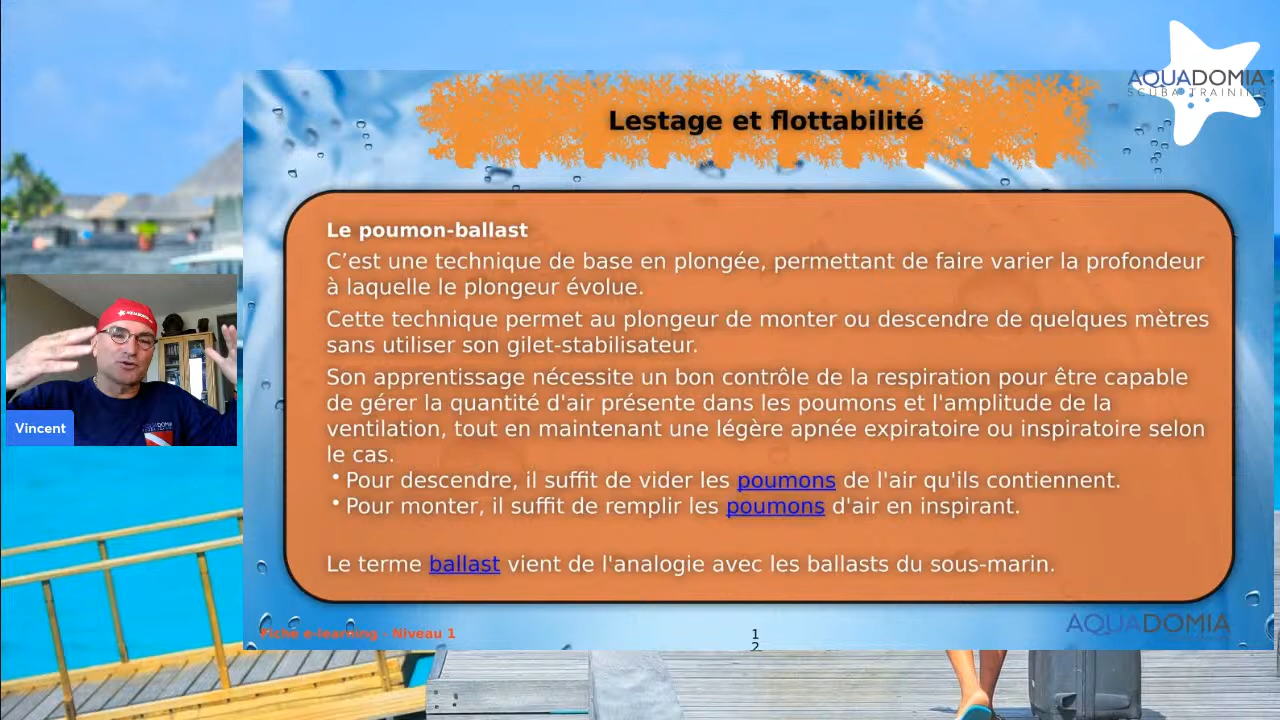 AQUADOMIA
SCUBA TRAINING
Lestage et flottabilité
Le poumon-ballast
C’est une technique de base en plongée, permettant de faire varier la profondeur
à laquelle le plongeur évolue.
Cette technique permet au plongeur de monter ou descendre de quelques mètres
sans utiliser son gilet-stabilisateur.
Son apprentissage nécessite un bon contrôle de la respiration pour être capable
de gérer la quantité d'air présente dans les poumons et l'amplitude de la
ventilation, tout en maintenant une légère apnée expiratoire ou inspiratoire selon
le cas.
• Pour descendre, il suffit de vider les poumons de l'air qu'ils contiennent.
• Pour monter, il suffit de remplir les poumons d'air en inspirant.
Le terme ballast vient de l'analogie avec les ballasts du sous-marin.
Vincent
AQUADOMIA
Fiche e-learning - Niveau 1
1
2
AQUADOMIA